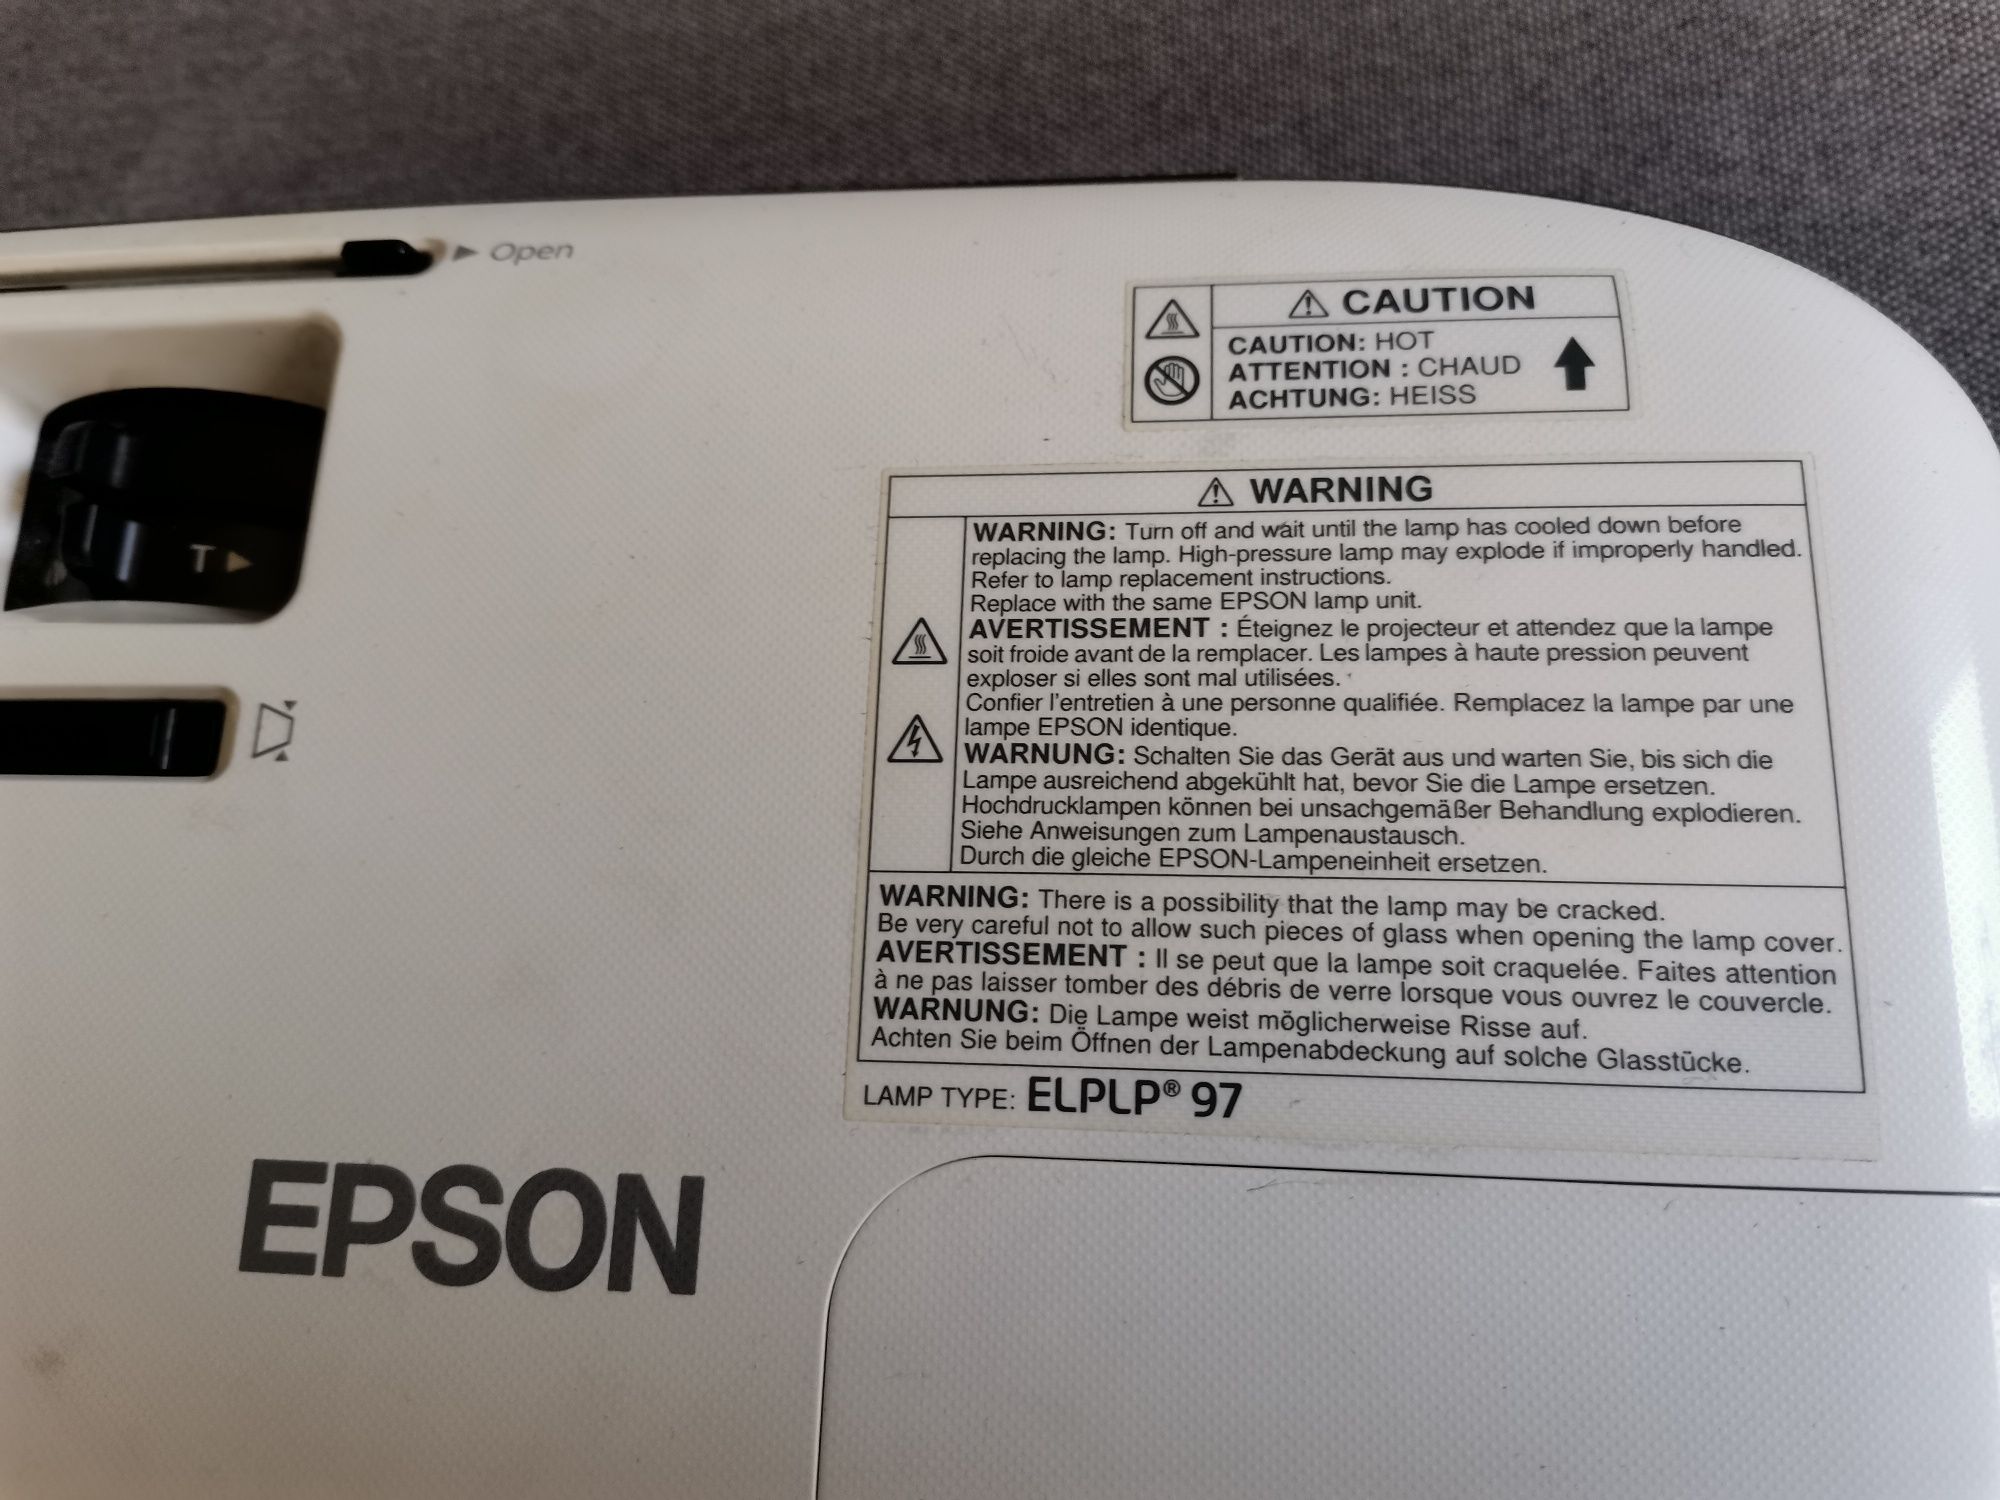 Open
CAUTION
CAUTION: HOT
ATTENTION : CHAUD
ACHTUNG: HEISS
T
WARNING
WARNING: Turn off and wait until the lamp has cooled down before
replacing the lamp. High-pressure lamp may explode if improperly handled.
Refer to lamp replacement instructions.
Replace with the same EPSON lamp unit.
AVERTISSEMENT : Éteignez le projecteur et attendez que la lampe
soit froide avant de la remplacer. Les lampes à haute pression peuvent
exploser si elles sont mal utilisées.
Confier l'entretien à une personne qualifiée. Remplacez la lampe par une
lampe EPSON identique.
WARNUNG: Schalten Sie das Gerät aus und warten Sie, bis sich die
Lampe ausreichend abgekühlt hat, bevor Sie die Lampe ersetzen.
Hochdrucklampen können bei unsachgemäßer Behandlung explodieren.
Siehe Anweisungen zum Lampenaustausch.
Durch die gleiche EPSON-Lampeneinheit ersetzen.
WARNING: There is a possibility that the lamp may be cracked.
Be very careful not to allow such pieces of glass when opening the lamp cover.
AVERTISSEMENT : Il se peut que la lampe soit craquelée. Faites attention
à ne pas laisser tomber des débris de verre lorsque vous ouvrez le couvercle.
WARNUNG: Die Lampe weist möglicherweise Risse auf.
Achten Sie beim Öffnen der Lampenabdeckung auf solche Glasstücke.
LAMP TYPE: ELPLP® 97
EPSON